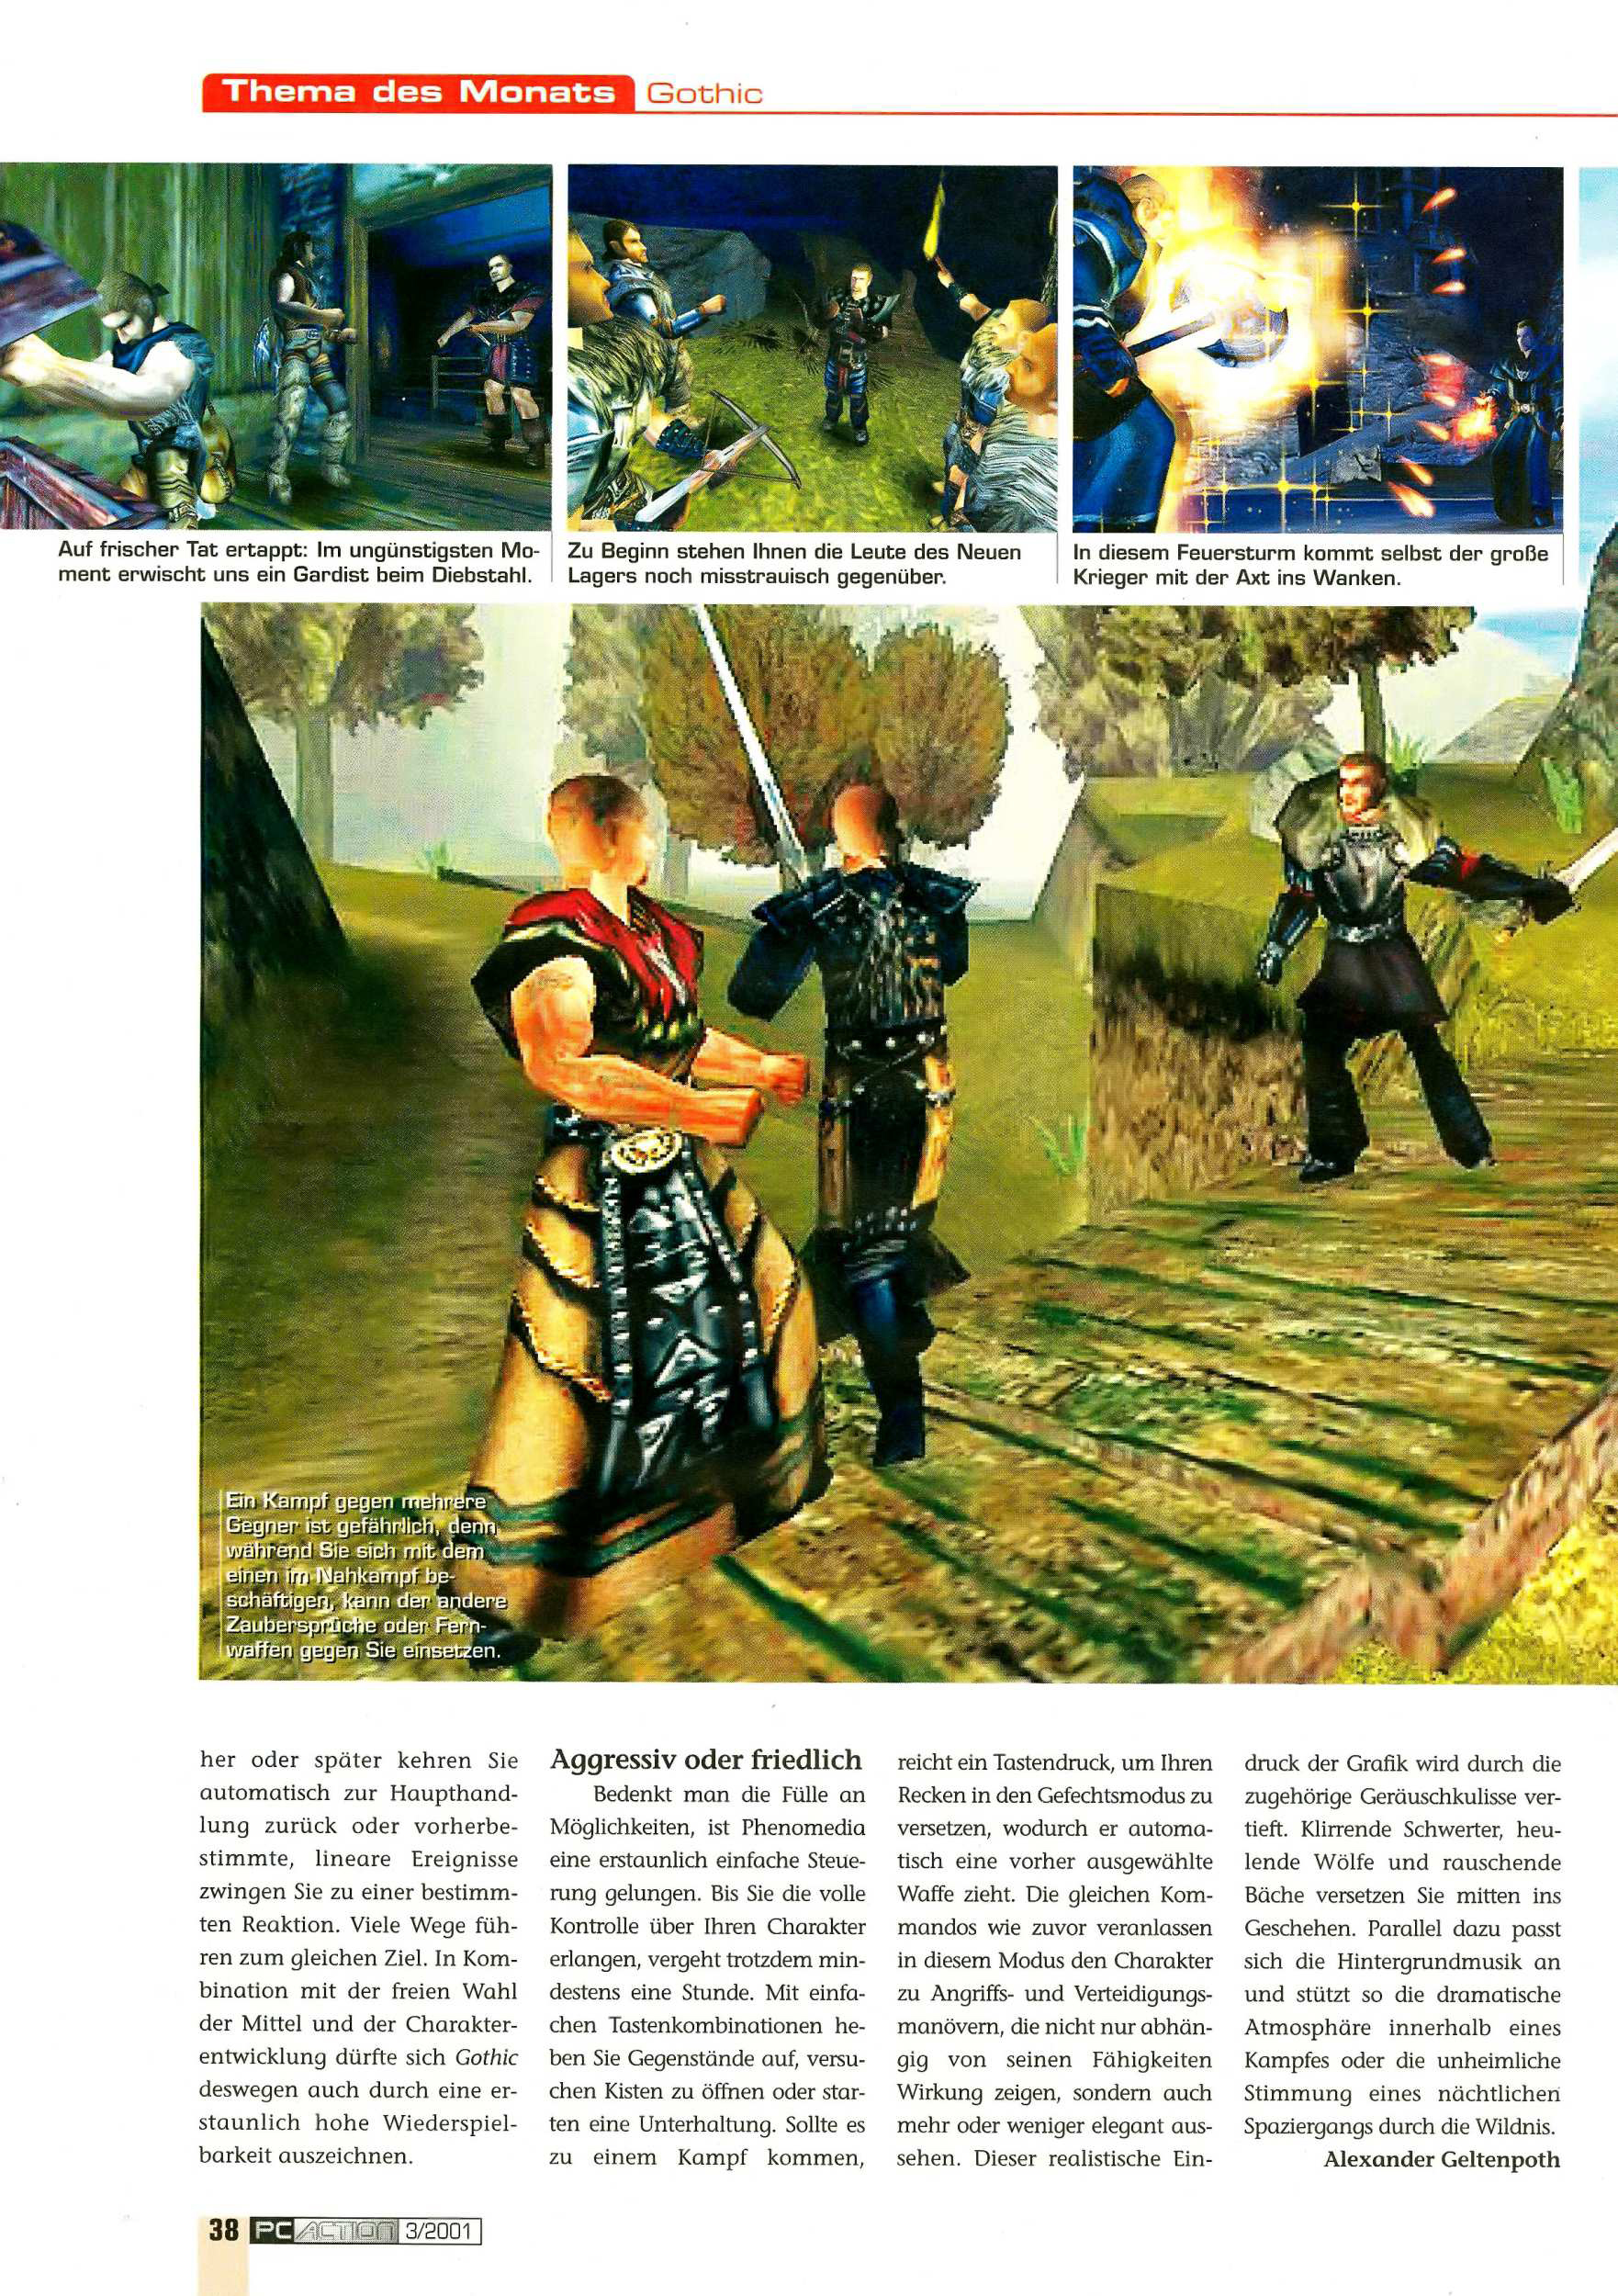 Thema des Monats Gothic
Auf frischer Tat ertappt: Im ungünstigsten Mo-
ment erwischt uns ein Gardist beim Diebstahl.
Zu Beginn stehen Ihnen die Leute des Neuen
Lagers noch misstrauisch gegenüber.
In diesem Feuersturm kommt selbst der große
Krieger mit der Axt ins Wanken.
Ein Kampf gegen mehrere
Gegner ist gefährlich, denn
während Sie sich mit dem
einen im Nahkampf be-
schäftigen, kann der andere
Zaubersprüche oder Fern-
waffen gegen Sie einsetzen.
her oder später kehren Sie
automatisch zur Haupthand-
lung zurück oder vorherbe-
stimmte, lineare Ereignisse
zwingen Sie zu einer bestimm-
ten Reaktion. Viele Wege füh-
ren zum gleichen Ziel. In Kom-
bination mit der freien Wahl
der Mittel und der Charakter-
entwicklung dürfte sich Gothic
deswegen auch durch eine er-
staunlich hohe Wiederspiel-
barkeit auszeichnen.
Aggressiv oder friedlich
Bedenkt man die Fülle an
Möglichkeiten, ist Phenomedia
eine erstaunlich einfache Steue-
rung gelungen. Bis Sie die volle
Kontrolle über Ihren Charakter
erlangen, vergeht trotzdem min-
destens eine Stunde. Mit einfa-
chen Tastenkombinationen he-
ben Sie Gegenstände auf, versu-
chen Kisten zu öffnen oder star-
ten eine Unterhaltung. Sollte es
zu einem Kampf kommen,
reicht ein Tastendruck, um Ihren
Recken in den Gefechtsmodus zu
versetzen, wodurch er automa-
tisch eine vorher ausgewählte
Waffe zieht. Die gleichen Kom-
mandos wie zuvor veranlassen
in diesem Modus den Charakter
zu Angriffs- und Verteidigungs-
manövern, die nicht nur abhän-
gig von seinen Fähigkeiten
Wirkung zeigen, sondern auch
mehr oder weniger elegant aus-
sehen. Dieser realistische Ein-
druck der Grafik wird durch die
zugehörige Geräuschkulisse ver-
tieft. Klirrende Schwerter, heu-
lende Wölfe und rauschende
Bäche versetzen Sie mitten ins
Geschehen. Parallel dazu passt
sich die Hintergrundmusik an
und stützt so die dramatische
Atmosphäre innerhalb eines
Kampfes oder die unheimliche
Stimmung eines nächtlichen
Spaziergangs durch die Wildnis.
Alexander Geltenpoth
38 PC ACTION 3/2001